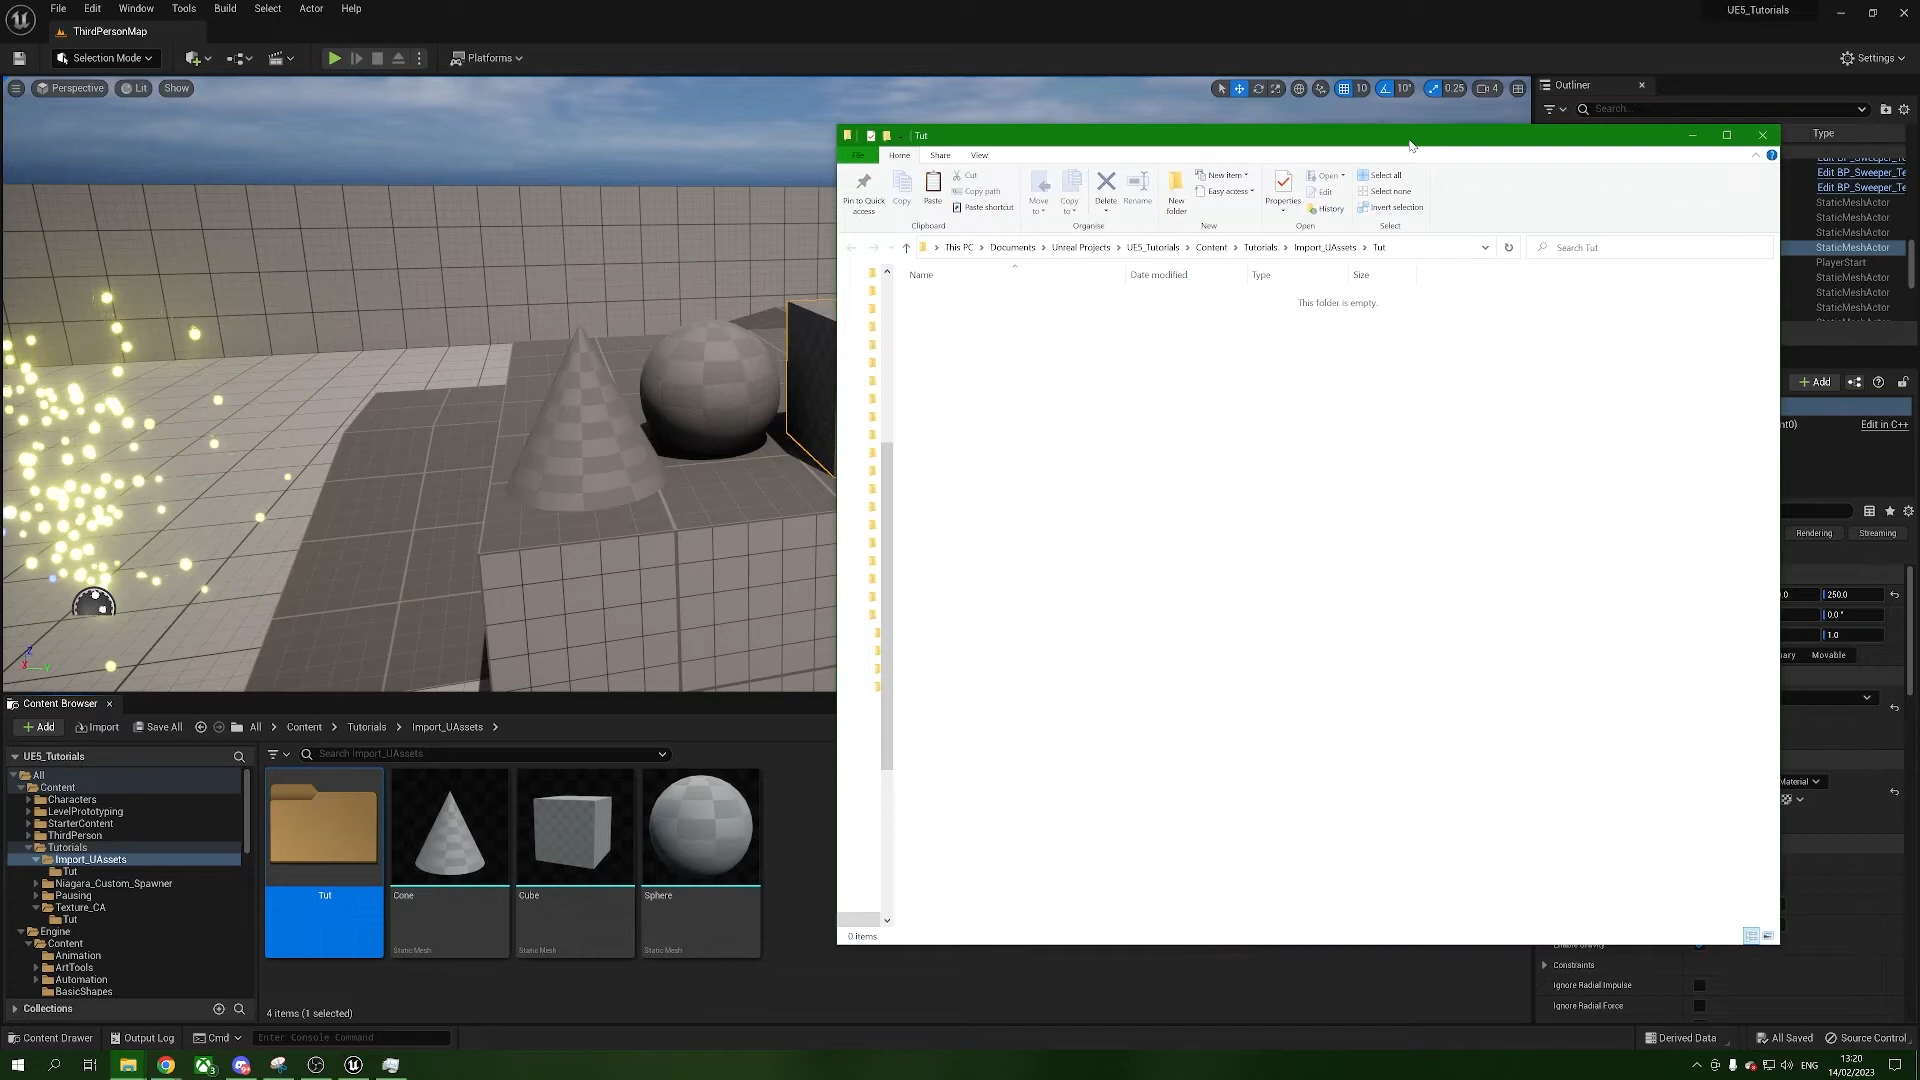 File Edit Window Tools Build Select Actor Help UE5_Tutorials
ThirdPersonMap
Selection Mode Platforms Settings
Perspective Lit Show 10 10° 0.25 4 Outliner
Search...
Type
Edit BP_Sweeper_Te
Edit BP_Sweeper_Te
StaticMeshActor
StaticMeshActor
StaticMeshActor
StaticMeshActor
PlayerStart
StaticMeshActor
StaticMeshActor
StaticMeshActor
Add
Edit in C++
Rendering Streaming
250.0
0.0 °
1.0
Movable
Material
Constraints
Ignore Radial Impulse
Ignore Radial Force
Tut
File Home Share View
Pin to Quick access
Copy
Paste
Cut
Copy path
Paste shortcut
Move to
Copy to
Delete
Rename
New folder
New item
Easy access
Properties
Open
Edit
History
Select all
Select none
Invert selection
Clipboard Organise New Open Select
This PC Documents Unreal Projects UE5_Tutorials Content Tutorials Import_UAssets Tut Search Tut
Name Date modified Type Size
This folder is empty.
0 items
Content Browser
Add Import Save All All Content Tutorials Import_UAssets
UE5_Tutorials Search Import_UAssets
All
Content
Characters
LevelPrototyping
StarterContent
ThirdPerson
Tutorials
Import_UAssets
Tut
Niagara_Custom_Spawner
Pausing
Texture_CA
Tut
Engine
Content
Animation
ArtTools
Automation
BasicShapes
Collections
Tut
Cone
Static Mesh
Cube
Static Mesh
Sphere
Static Mesh
4 items (1 selected)
Content Drawer Output Log Cmd Enter Console Command Derived Data All Saved Source Control
ENG 13:20
14/02/2023